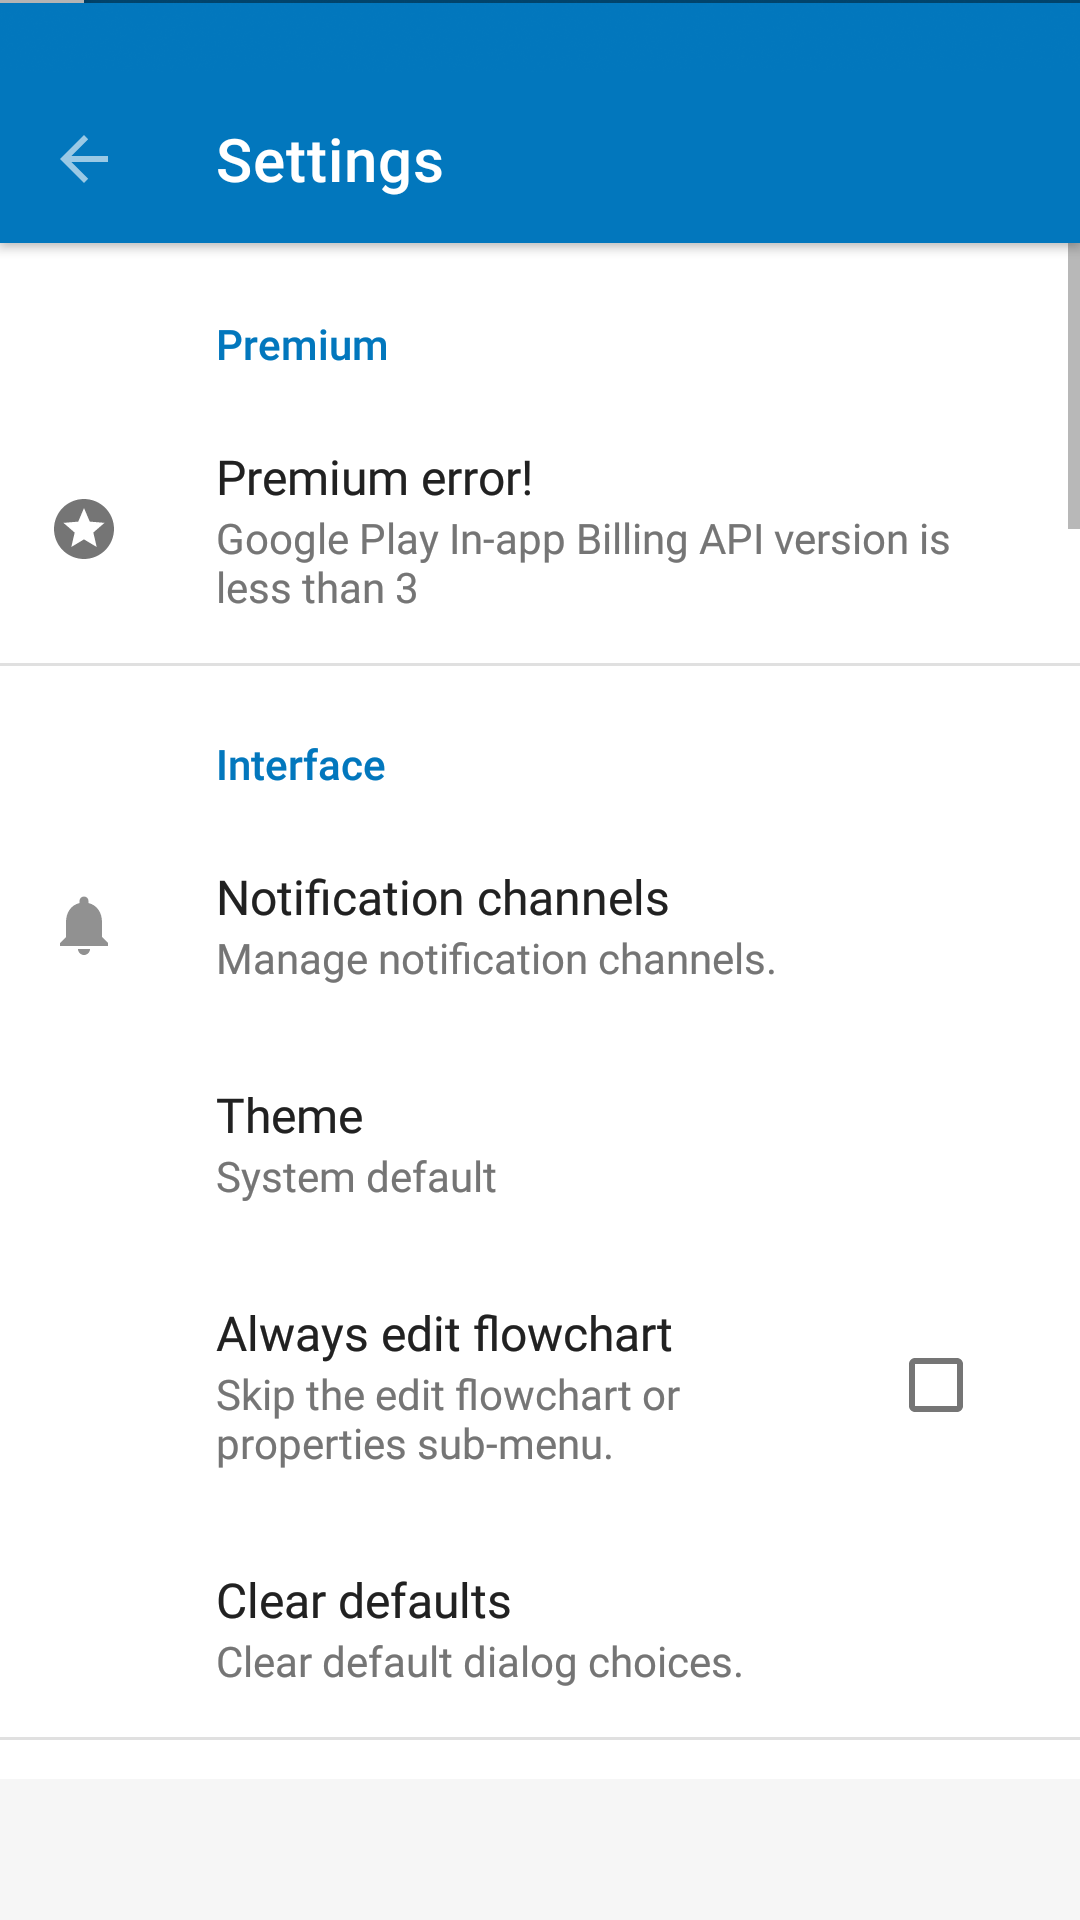 Settings
Premium
Premium error!
Google Play In-app Billing API version is
less than 3
Interface
Notification channels
Manage notification channels.
Theme
System default
Always edit flowchart
Skip the edit flowchart or
properties sub-menu.
Clear defaults
Clear default dialog choices.